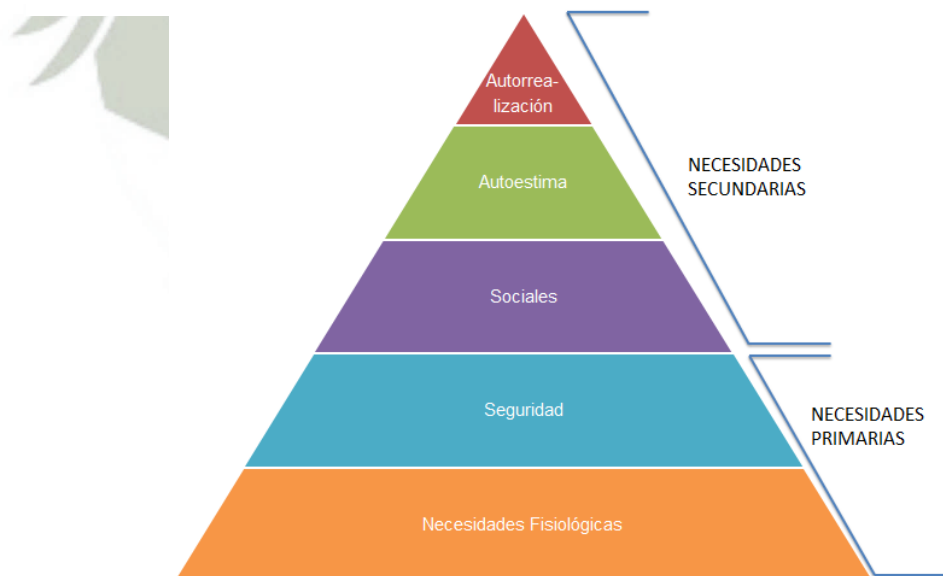 Autorrea-
lización
Autoestima
NECESIDADES
SECUNDARIAS
Sociales
Seguridad
NECESIDADES
PRIMARIAS
Necesidades Fisiológicas